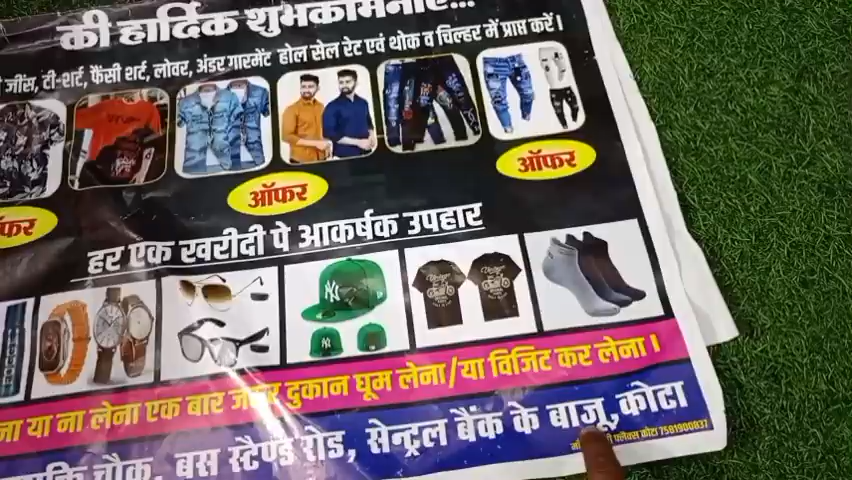 की हार्दिक शुभकामनाएं...
जींस, टी-शर्ट, फैंसी शर्ट, लोवर, अंडर गारमेंट होल सेल रेट एवं थोक व चिल्हर में प्राप्त करें।
ऑफर
ऑफर
ऑफर
हर एक खरीदी पे आकर्षक उपहार
या ना लेना एक बार जरूर दुकान घूम लेना/या विजिट कर लेना।
चौक, बस स्टैण्ड रोड, सेन्ट्रल बैंक के बाजू, कोटा
फ्लैक्स कोटा 7581900837